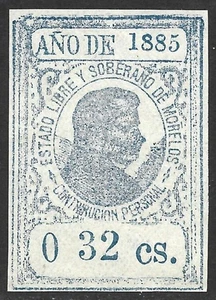 AÑO DE 1885
ESTADO LIBRE Y SOBERANO DE MORELOS
CONTRIBUCION PERSONAL
0 32 cs.